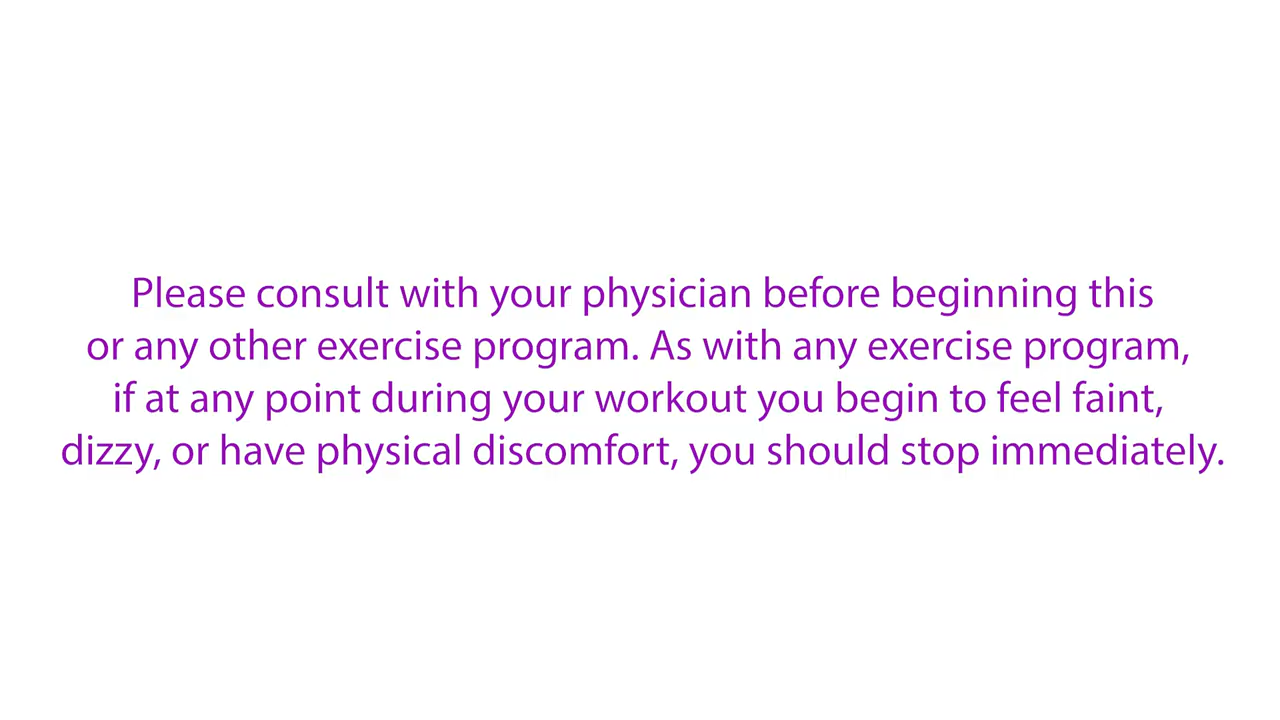 Please consult with your physician before beginning this
or any other exercise program. As with any exercise program,
if at any point during your workout you begin to feel faint,
dizzy, or have physical discomfort, you should stop immediately.